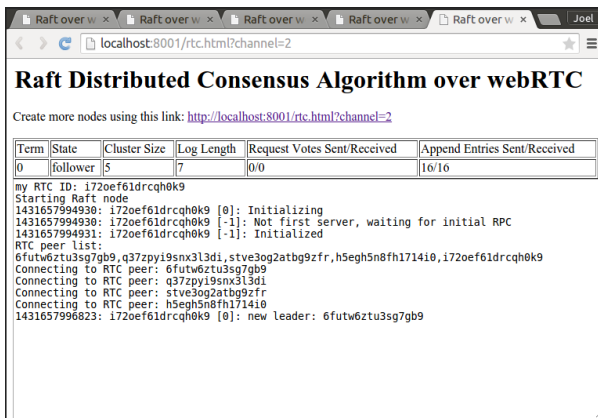 Raft over w × Raft over w × Raft over w × Raft over w × Raft over w × Joel
localhost:8001/rtc.html?channel=2
Raft Distributed Consensus Algorithm over webRTC
Create more nodes using this link: http://localhost:8001/rtc.html?channel=2
Term State Cluster Size Log Length Request Votes Sent/Received Append Entries Sent/Received
0 follower 5 7 0/0 16/16
my RTC ID: i72oef61drcqh0k9
Starting Raft node
1431657994930: i72oef61drcqh0k9 [0]: Initializing
1431657994930: i72oef61drcqh0k9 [-1]: Not first server, waiting for initial RPC
1431657994931: i72oef61drcqh0k9 [-1]: Initialized
RTC peer list:
6futw6ztu3sg7gb9,q37zpyi9snx3l3di,stve3og2atbg9zfr,h5egh5n8fh1714i0,i72oef61drcqh0k9
Connecting to RTC peer: 6futw6ztu3sg7gb9
Connecting to RTC peer: q37zpyi9snx3l3di
Connecting to RTC peer: stve3og2atbg9zfr
Connecting to RTC peer: h5egh5n8fh1714i0
1431657996823: i72oef61drcqh0k9 [0]: new leader: 6futw6ztu3sg7gb9